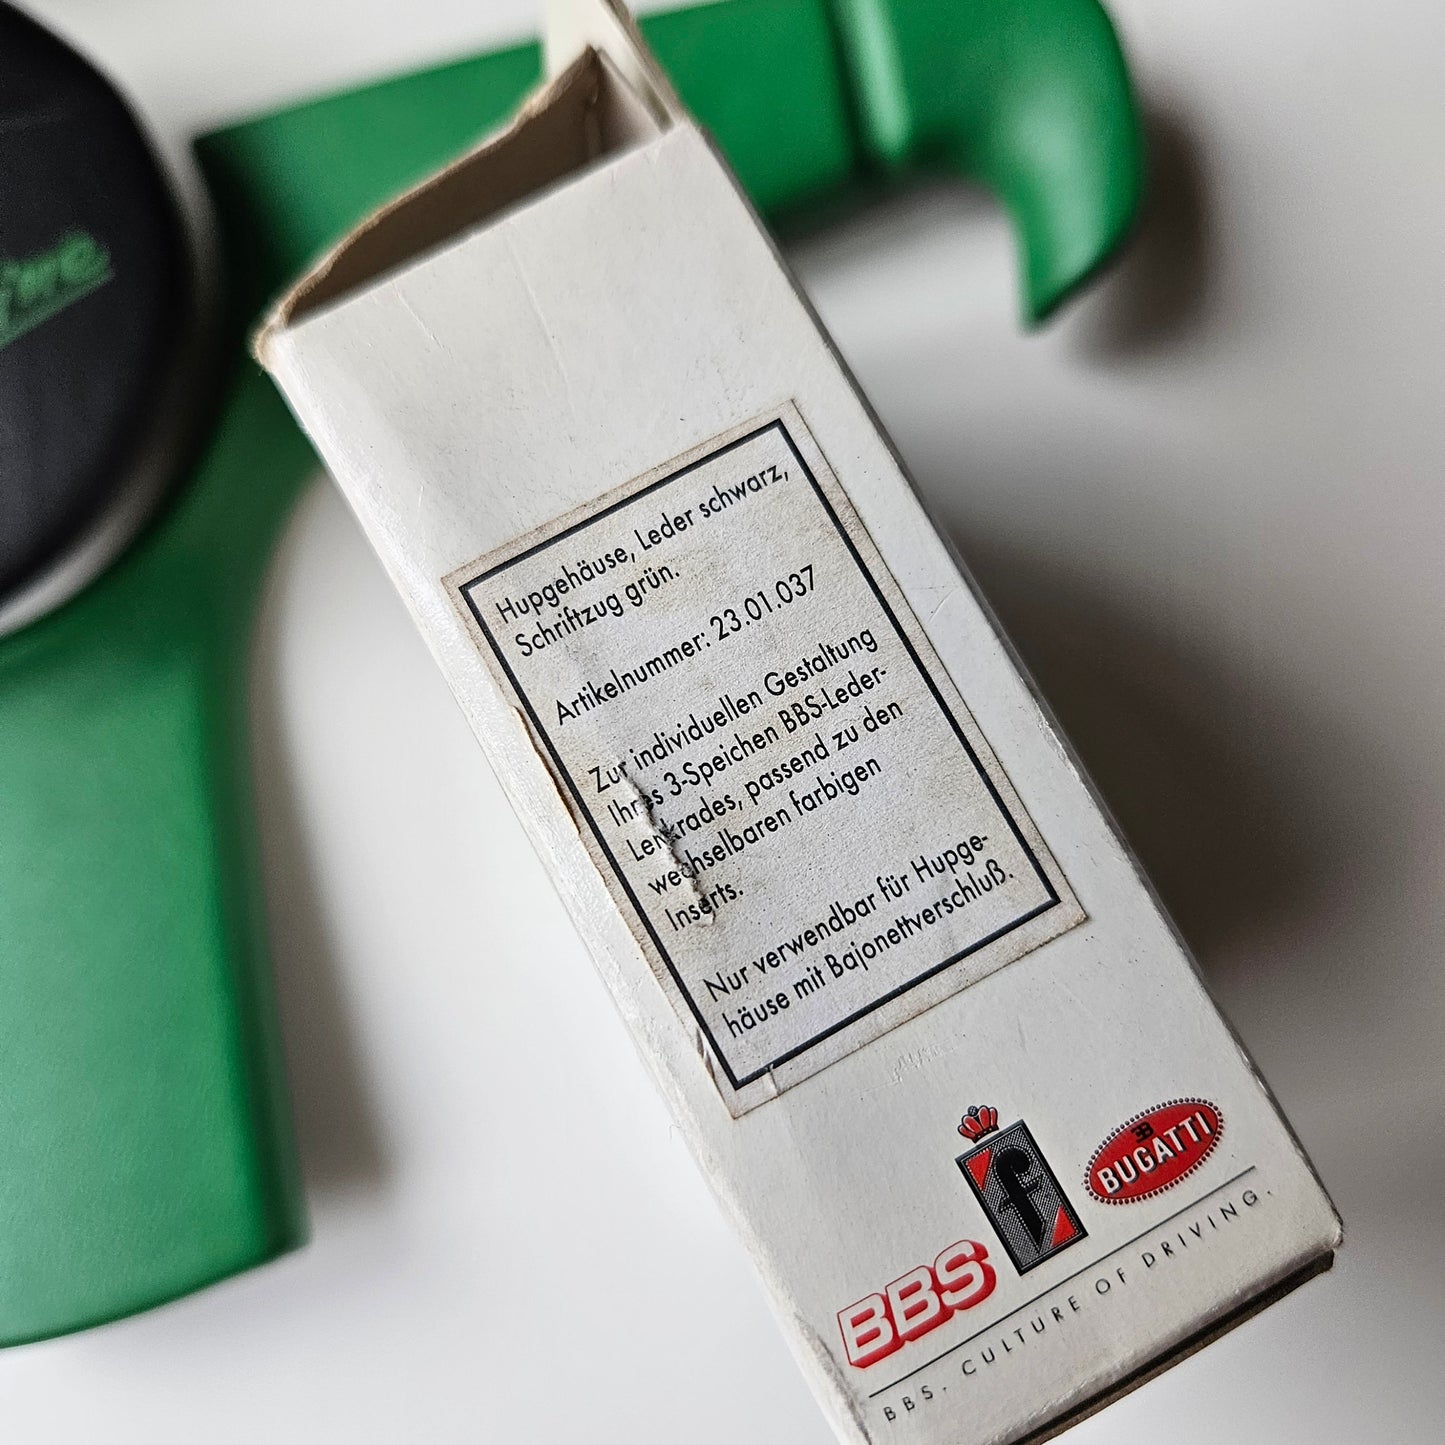 Hupgehäuse, Leder schwarz,
Schriftzug grün.
Artikelnummer: 23.01.037
Zur individuellen Gestaltung
Ihres 3-Speichen BBS-Leder-
Lenkrades, passend zu den
wechselbaren farbigen
Inserts.
Nur verwendbar für Hupge-
häuse mit Bajonettverschluß.
f
EB
BUGATTI
BBS
BBS. CULTURE OF DRIVING.